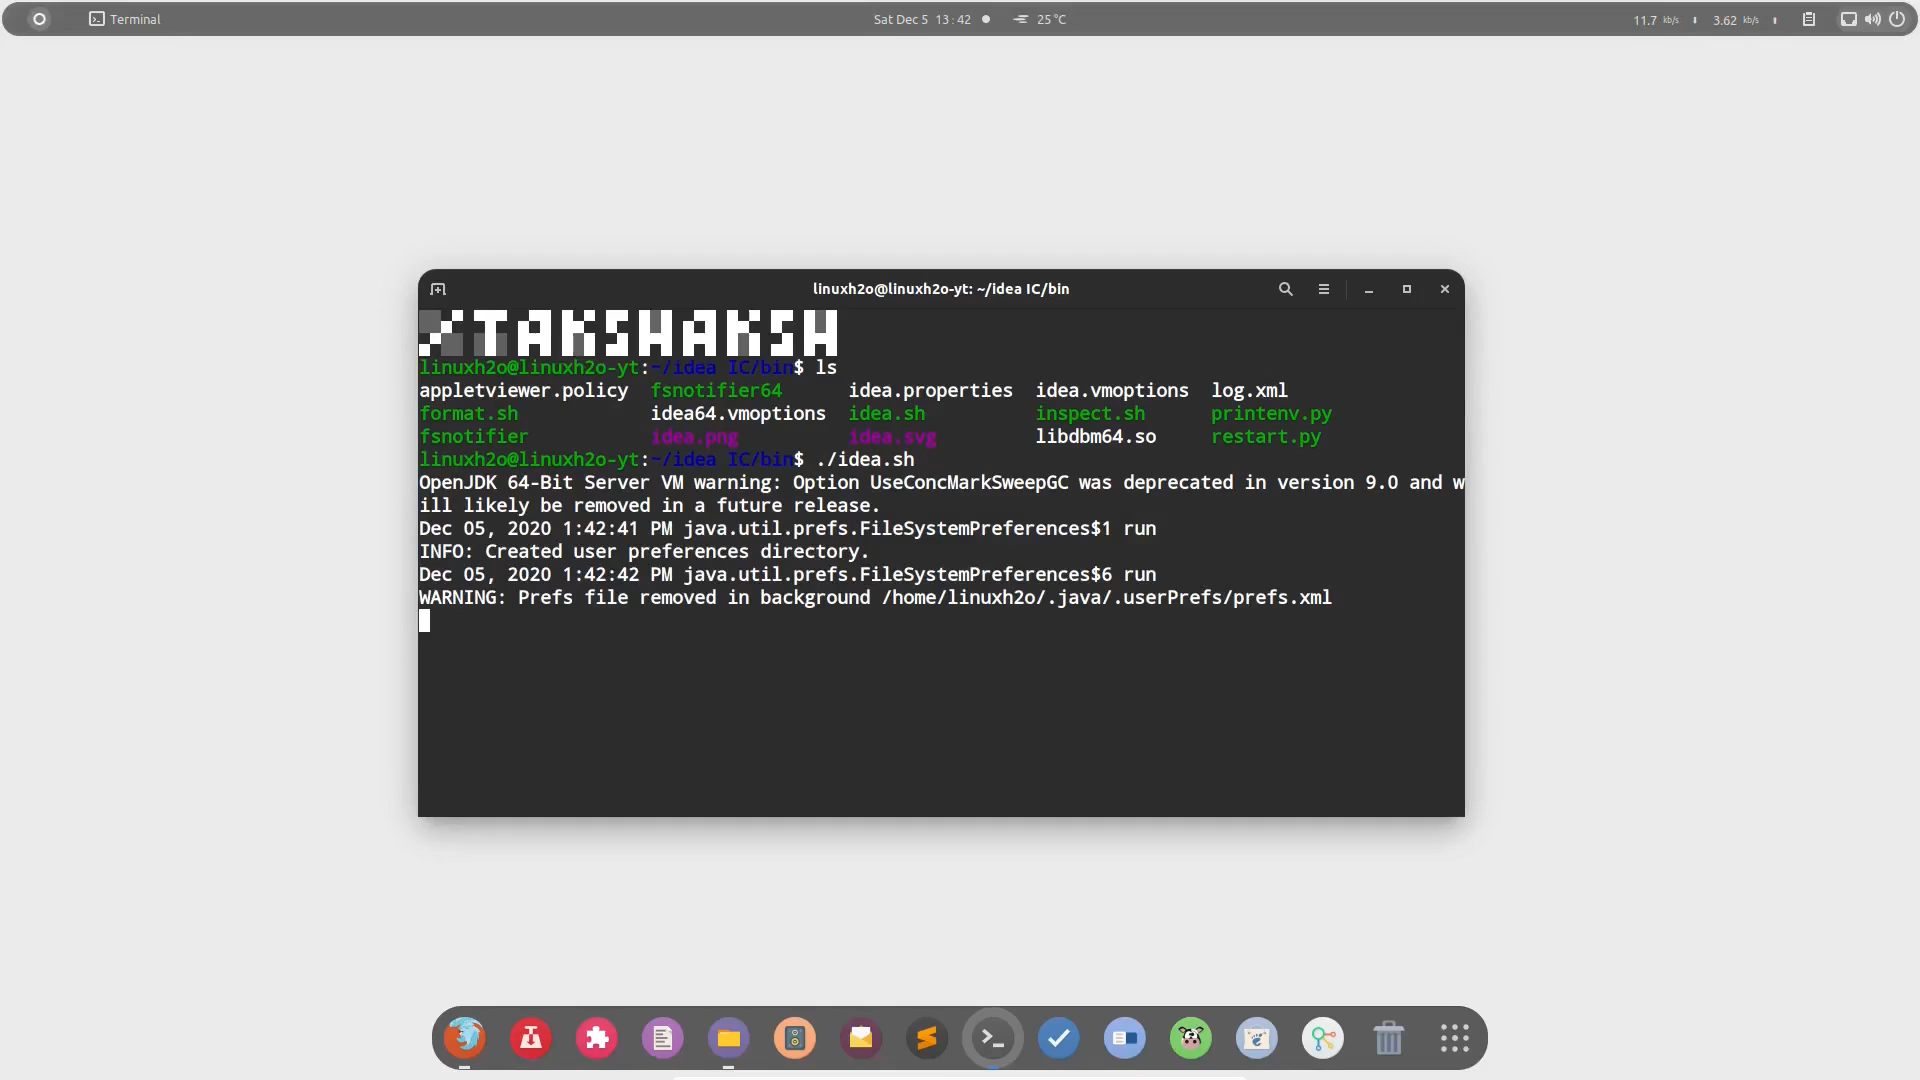 Terminal
Sat Dec 5 13:42
25 °C
11.7 kb/s
3.62 kb/s
linuxh2o@linuxh2o-yt: ~/idea IC/bin
TAKSHAKSH
linuxh2o@linuxh2o-yt:~/idea IC/bin$ ls
appletviewer.policy fsnotifier64 idea.properties idea.vmoptions log.xml
format.sh idea64.vmoptions idea.sh inspect.sh printenv.py
fsnotifier idea.png idea.svg libdbm64.so restart.py
linuxh2o@linuxh2o-yt:~/idea IC/bin$ ./idea.sh
OpenJDK 64-Bit Server VM warning: Option UseConcMarkSweepGC was deprecated in version 9.0 and w
ill likely be removed in a future release.
Dec 05, 2020 1:42:41 PM java.util.prefs.FileSystemPreferences$1 run
INFO: Created user preferences directory.
Dec 05, 2020 1:42:42 PM java.util.prefs.FileSystemPreferences$6 run
WARNING: Prefs file removed in background /home/linuxh2o/.java/.userPrefs/prefs.xml